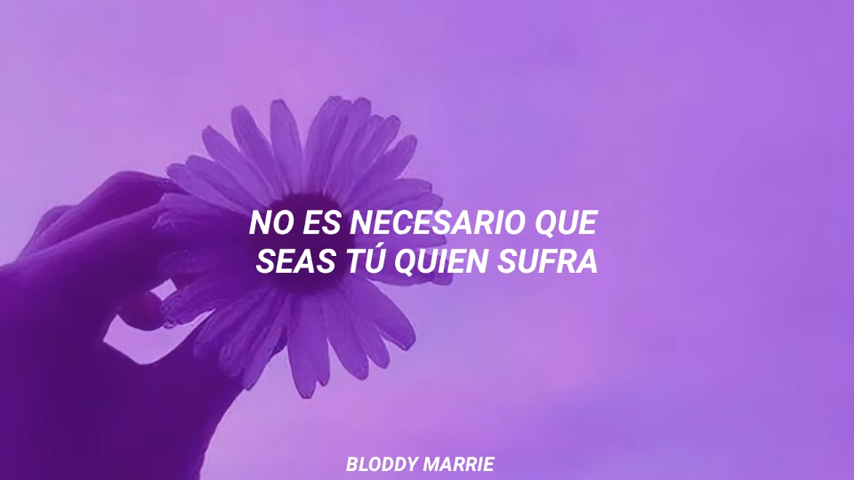 NO ES NECESARIO QUE
SEAS TÚ QUIEN SUFRA
BLODDY MARRIE